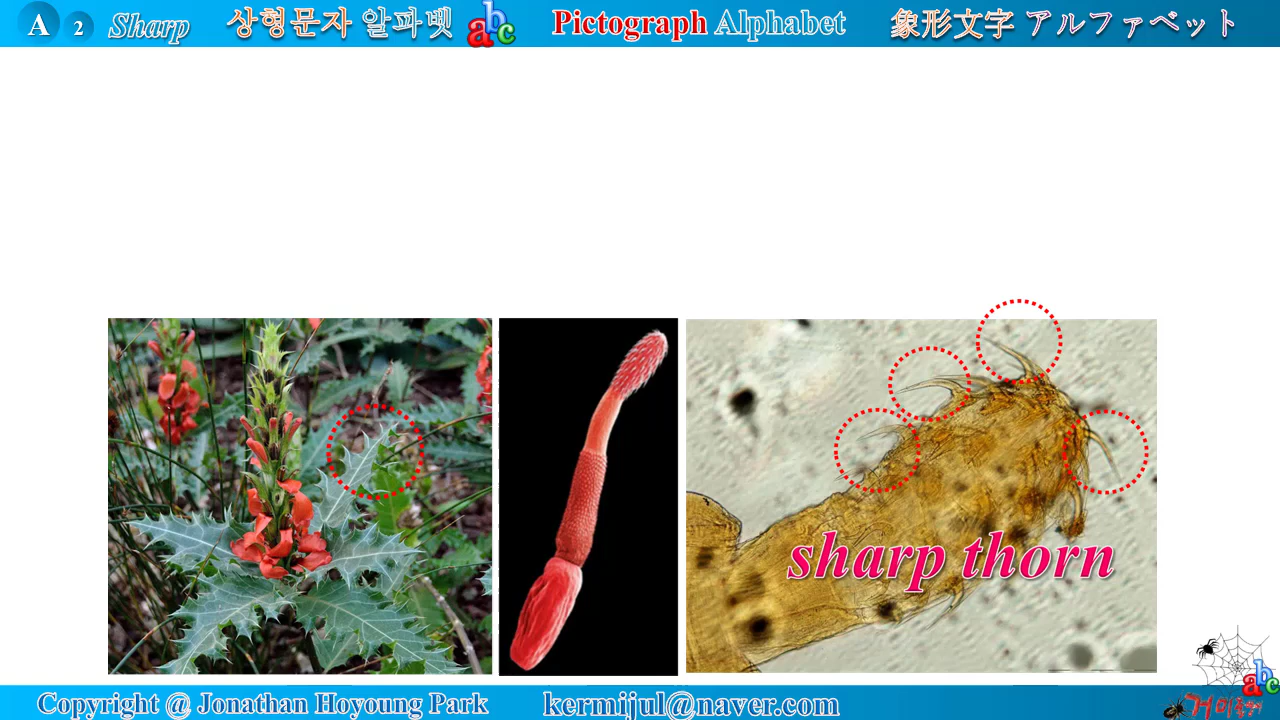 A 2 Sharp 상형문자 알파벳 abc Pictograph Alphabet 象形文字 アルファベット
sharp thorn
abc
Copyright @ Jonathan Hoyoung Park kermijul@naver.com